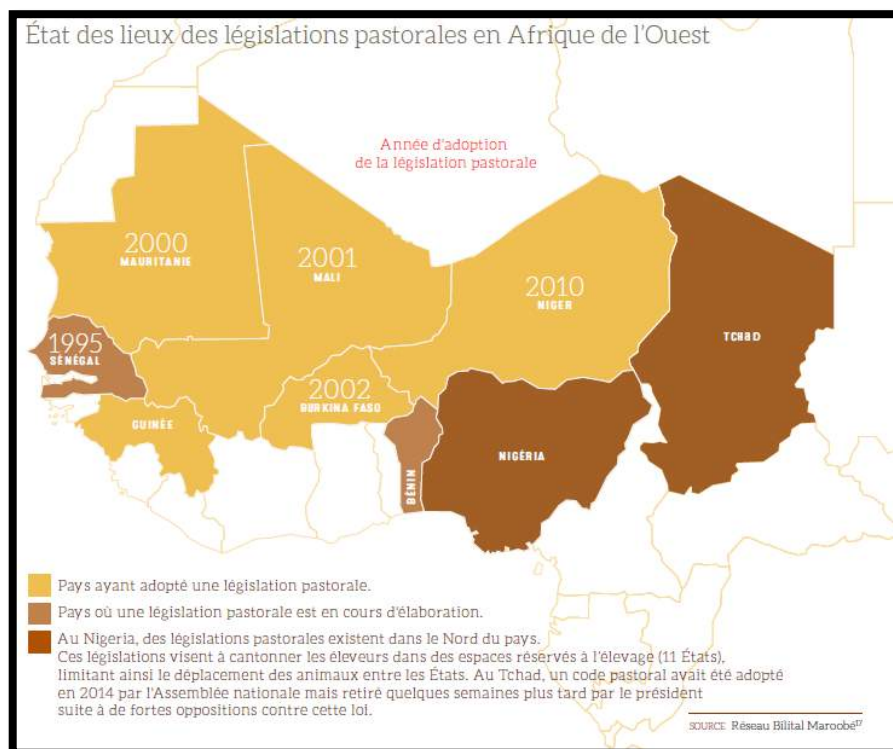 État des lieux des législations pastorales en Afrique de l'Ouest
Année d'adoption
de la législation pastorale
2000
MAURITANIE
2001
MALI
2010
NIGER
TCHAD
1995
SÉNÉGAL
2002
BURKINA FASO
GUINÉE
BÉNIN
NIGÉRIA
Pays ayant adopté une législation pastorale.
Pays où une législation pastorale est en cours d'élaboration.
Au Nigeria, des législations pastorales existent dans le Nord du pays.
Ces législations visent à cantonner les éleveurs dans des espaces réservés à l'élevage (11 États),
limitant ainsi le déplacement des animaux entre les États. Au Tchad, un code pastoral avait été adopté
en 2014 par l'Assemblée nationale mais retiré quelques semaines plus tard par le président
suite à de fortes oppositions contre cette loi.
SOURCE Réseau Bilital Maroobé¹⁷